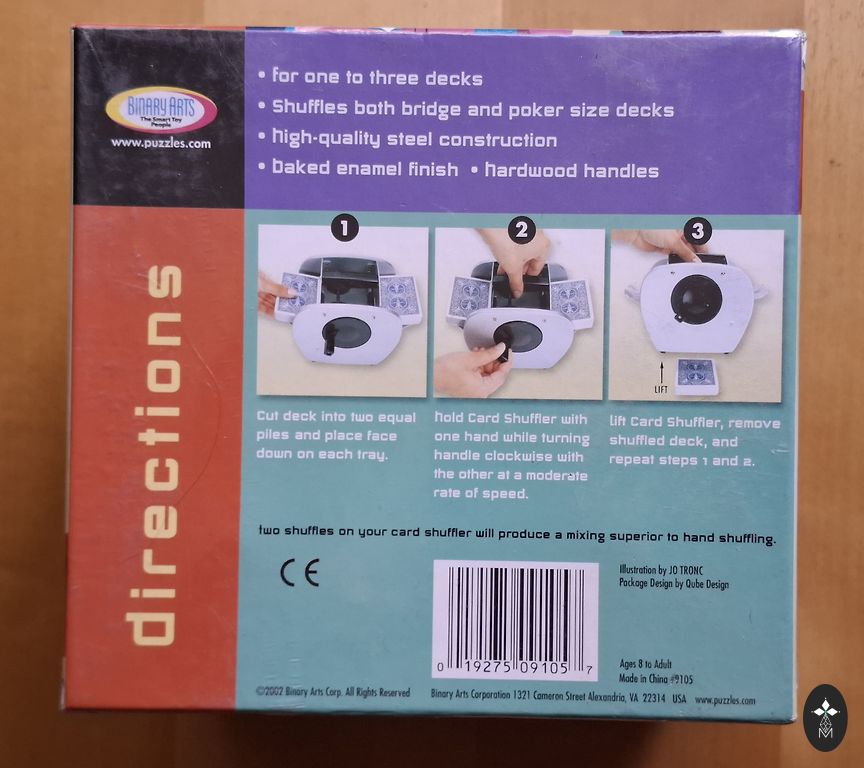 BINARY ARTS
The Smart Toy
People
www.puzzles.com
• for one to three decks
• Shuffles both bridge and poker size decks
• high-quality steel construction
• baked enamel finish • hardwood handles
directions
1
2
3
LIFT
Cut deck into two equal
piles and place face
down on each tray.
hold Card Shuffler with
one hand while turning
handle clockwise with
the other at a moderate
rate of speed.
lift Card Shuffler, remove
shuffled deck, and
repeat steps 1 and 2.
two shuffles on your card shuffler will produce a mixing superior to hand shuffling.
CE
0 19275 09105 7
Illustration by JO TRONC
Package Design by Qube Design
Ages 8 to Adult
Made in China #9105
©2002 Binary Arts Corp. All Rights Reserved
Binary Arts Corporation 1321 Cameron Street Alexandria, VA 22314 USA www.puzzles.com
M